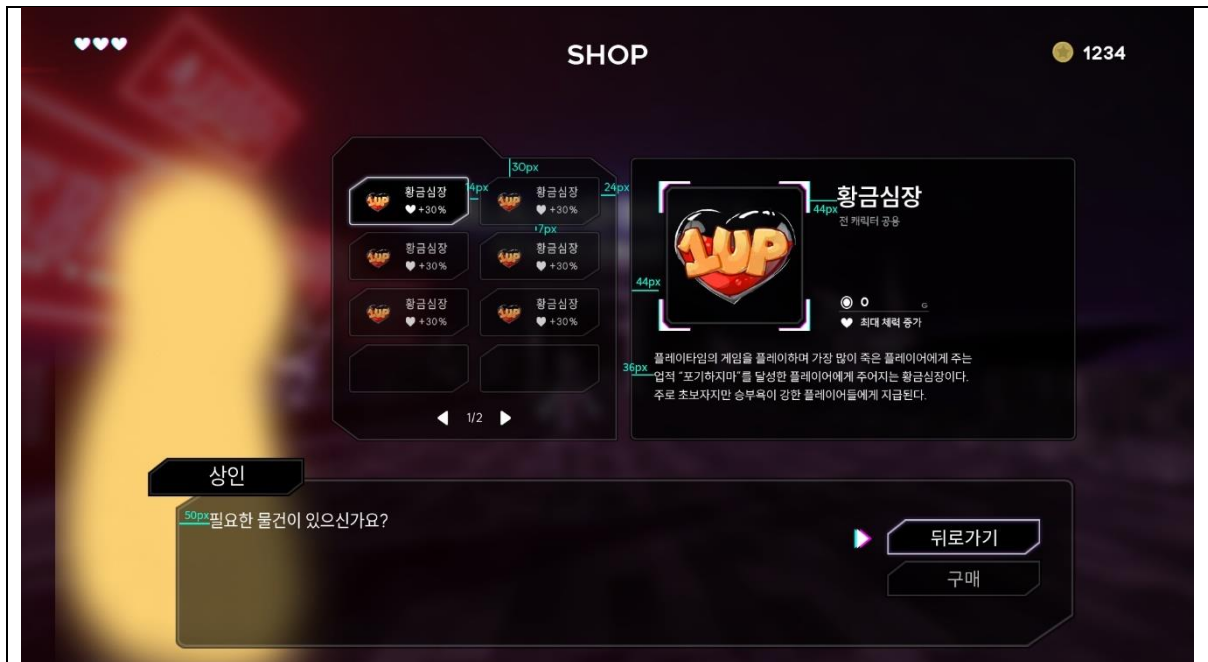 SHOP
1234
30px
황금심장
+30%
14px
황금심장
+30%
24px
7px
황금심장
+30%
황금심장
+30%
황금심장
+30%
황금심장
+30%
1/2
1UP
44px
황금심장
전 캐릭터 공용
44px
0 G
최대 체력 증가
36px
플레이타임의 게임을 플레이하며 가장 많이 죽은 플레이어에게 주는
업적 “포기하지마”를 달성한 플레이어에게 주어지는 황금심장이다.
주로 초보자지만 승부욕이 강한 플레이어들에게 지급된다.
상인
50px
필요한 물건이 있으신가요?
뒤로가기
구매